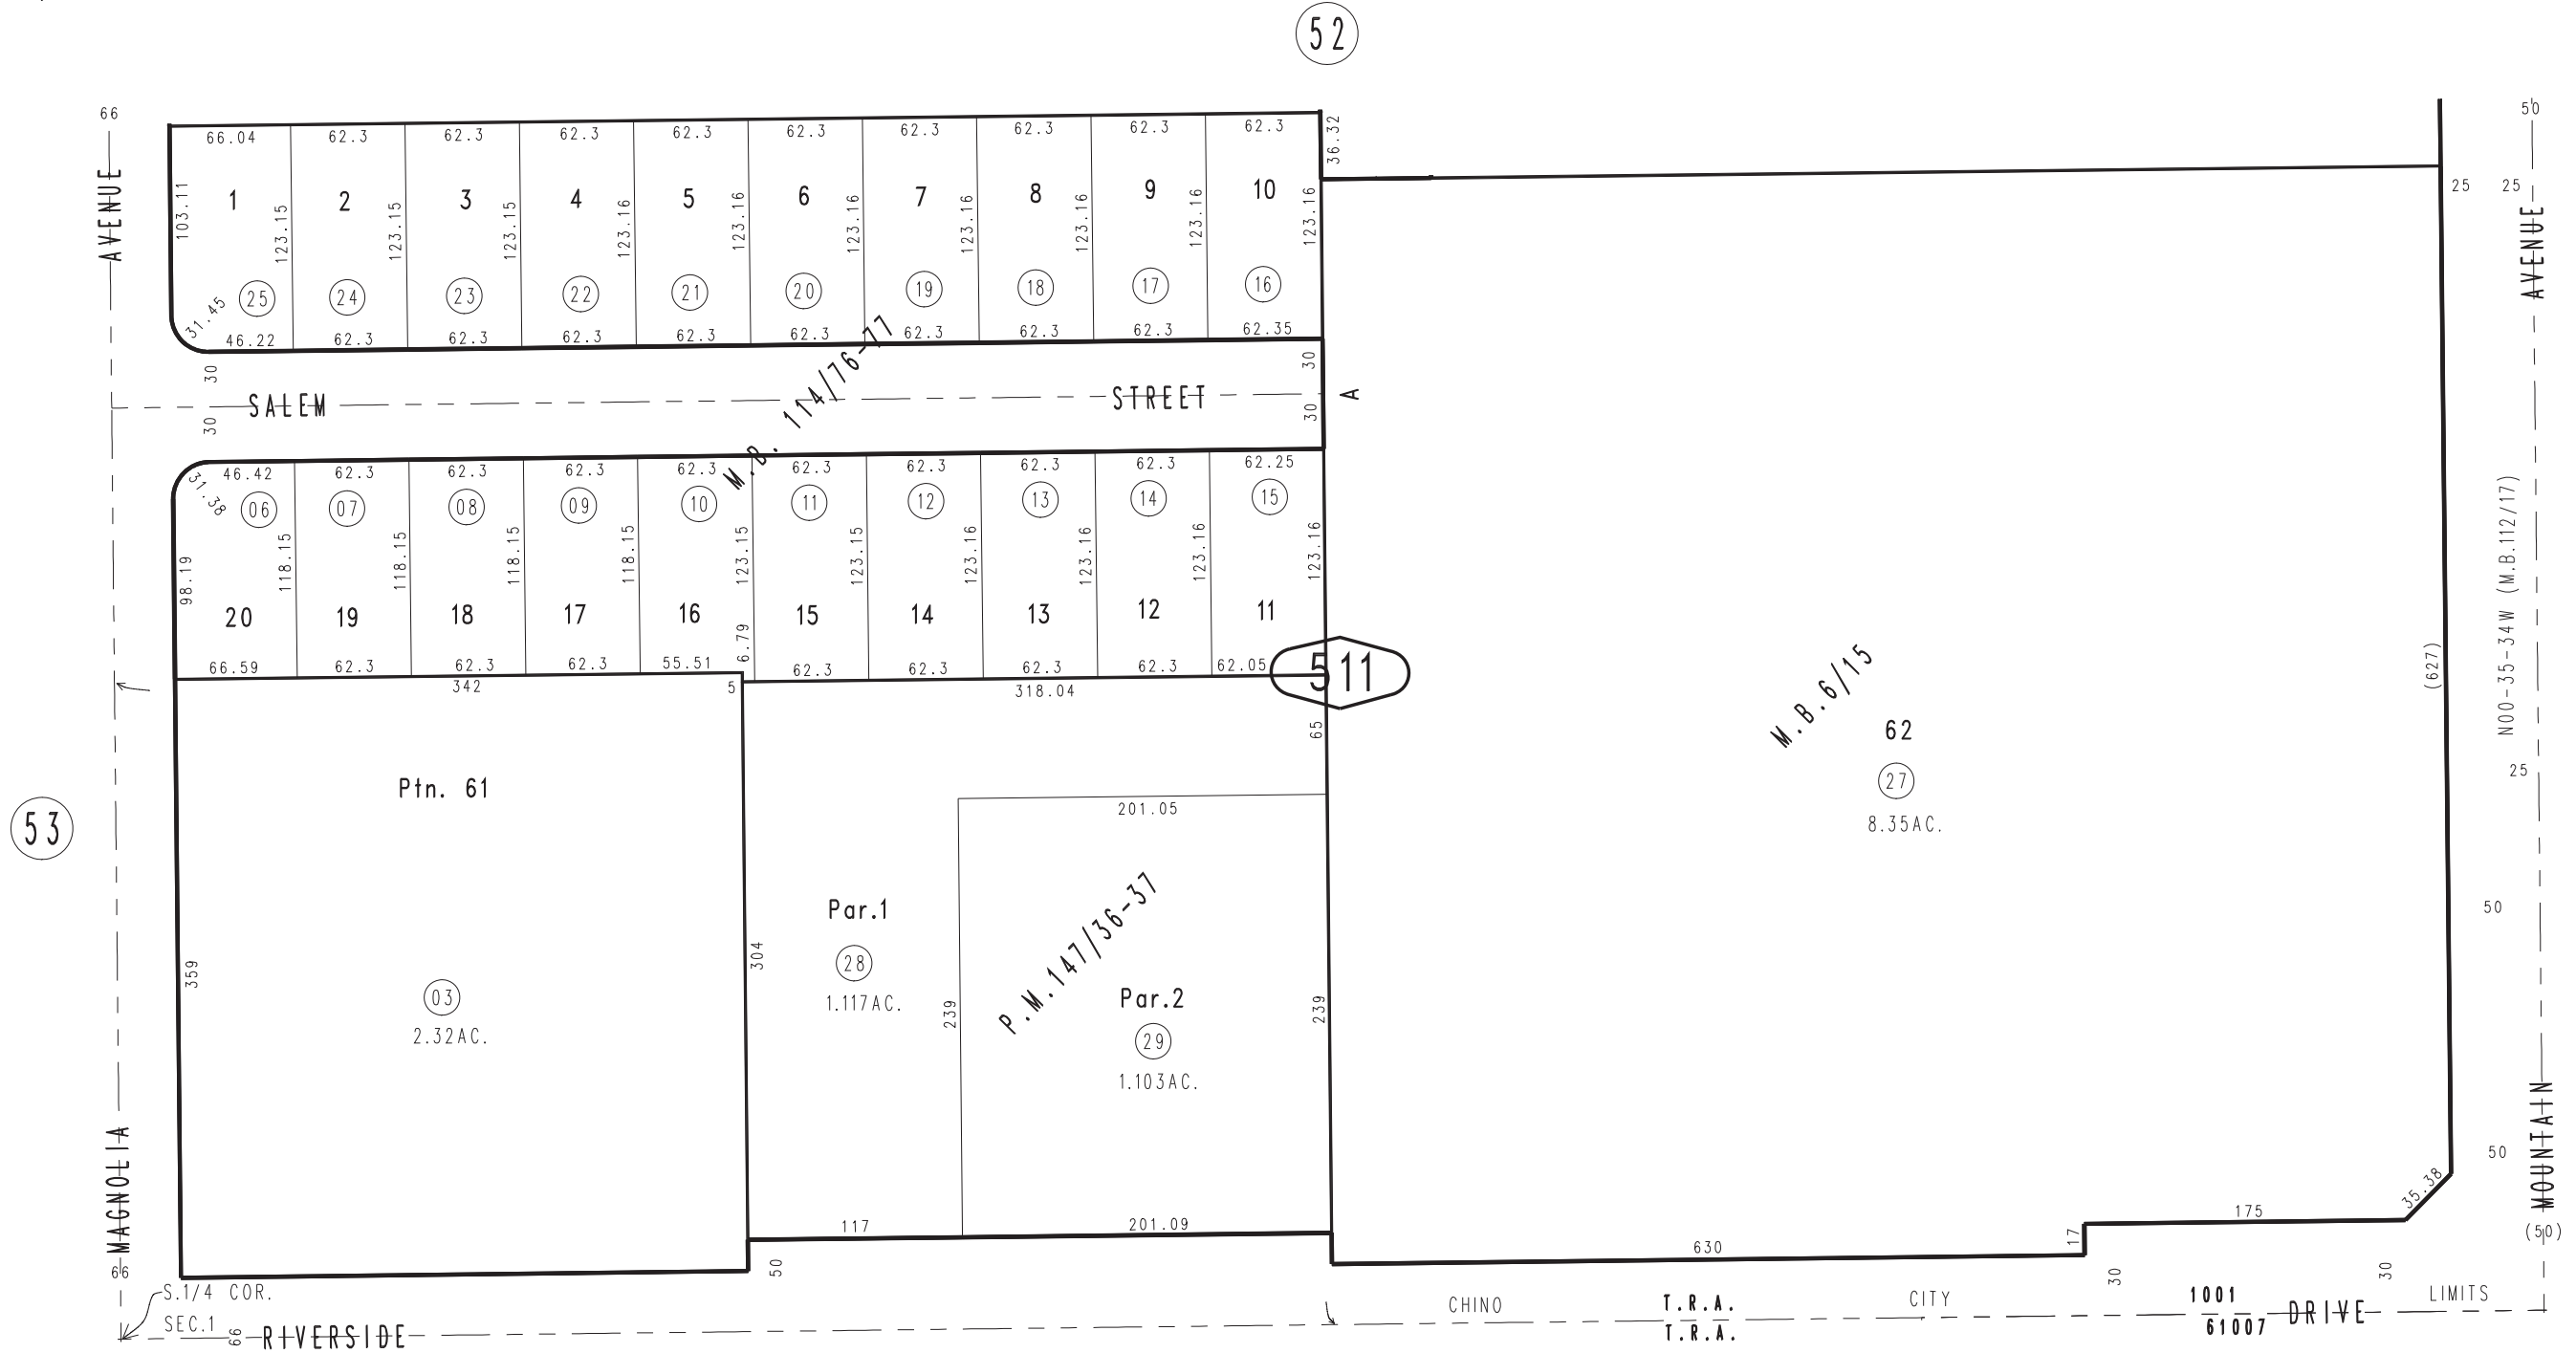 52
66
50
66.04 62.3 62.3 62.3 62.3 62.3 62.3 62.3 62.3 62.3
36.32
AVENUE
103.11
1 2 3 4 5 6 7 8 9 10
123.15 123.15 123.15 123.16 123.16 123.16 123.16 123.16 123.16 123.16
25 25
AVENUE
25 24 23 22 21 20 19 18 17 16
31.45
46.22 62.3 62.3 62.3 62.3 62.3 62.3 62.3 62.3 62.35
30 30
SALEM STREET
A
30 30
M.B. 114/76-77
46.42 62.3 62.3 62.3 62.3 62.3 62.3 62.3 62.3 62.25
31.38
06 07 08 09 10 11 12 13 14 15
98.19
118.15 118.15 118.15 118.15 123.15 123.15 123.16 123.16 123.16 123.16
20 19 18 17 16 15 14 13 12 11
6.79
66.59 62.3 62.3 62.3 55.51 62.3 62.3 62.3 62.3 62.05
511
342 5 318.04
65
N00-35-34W (M.B.112/17)
(627)
M.B.6/15
62
27
8.35AC.
25
Ptn. 61
53
201.05
Par.1
28
1.117AC.
304
359
03
2.32AC.
P.M.147/36-37
239
Par.2
29
1.103AC.
239
50
50
MAGNOLIA
MOUNTAIN
35.38
175
117 201.09
17
(50)
630
66
50
30 30
S.1/4 COR.
SEC.1
66
RIVERSIDE
CHINO CITY LIMITS
T.R.A. 1001
T.R.A. 61007
DRIVE